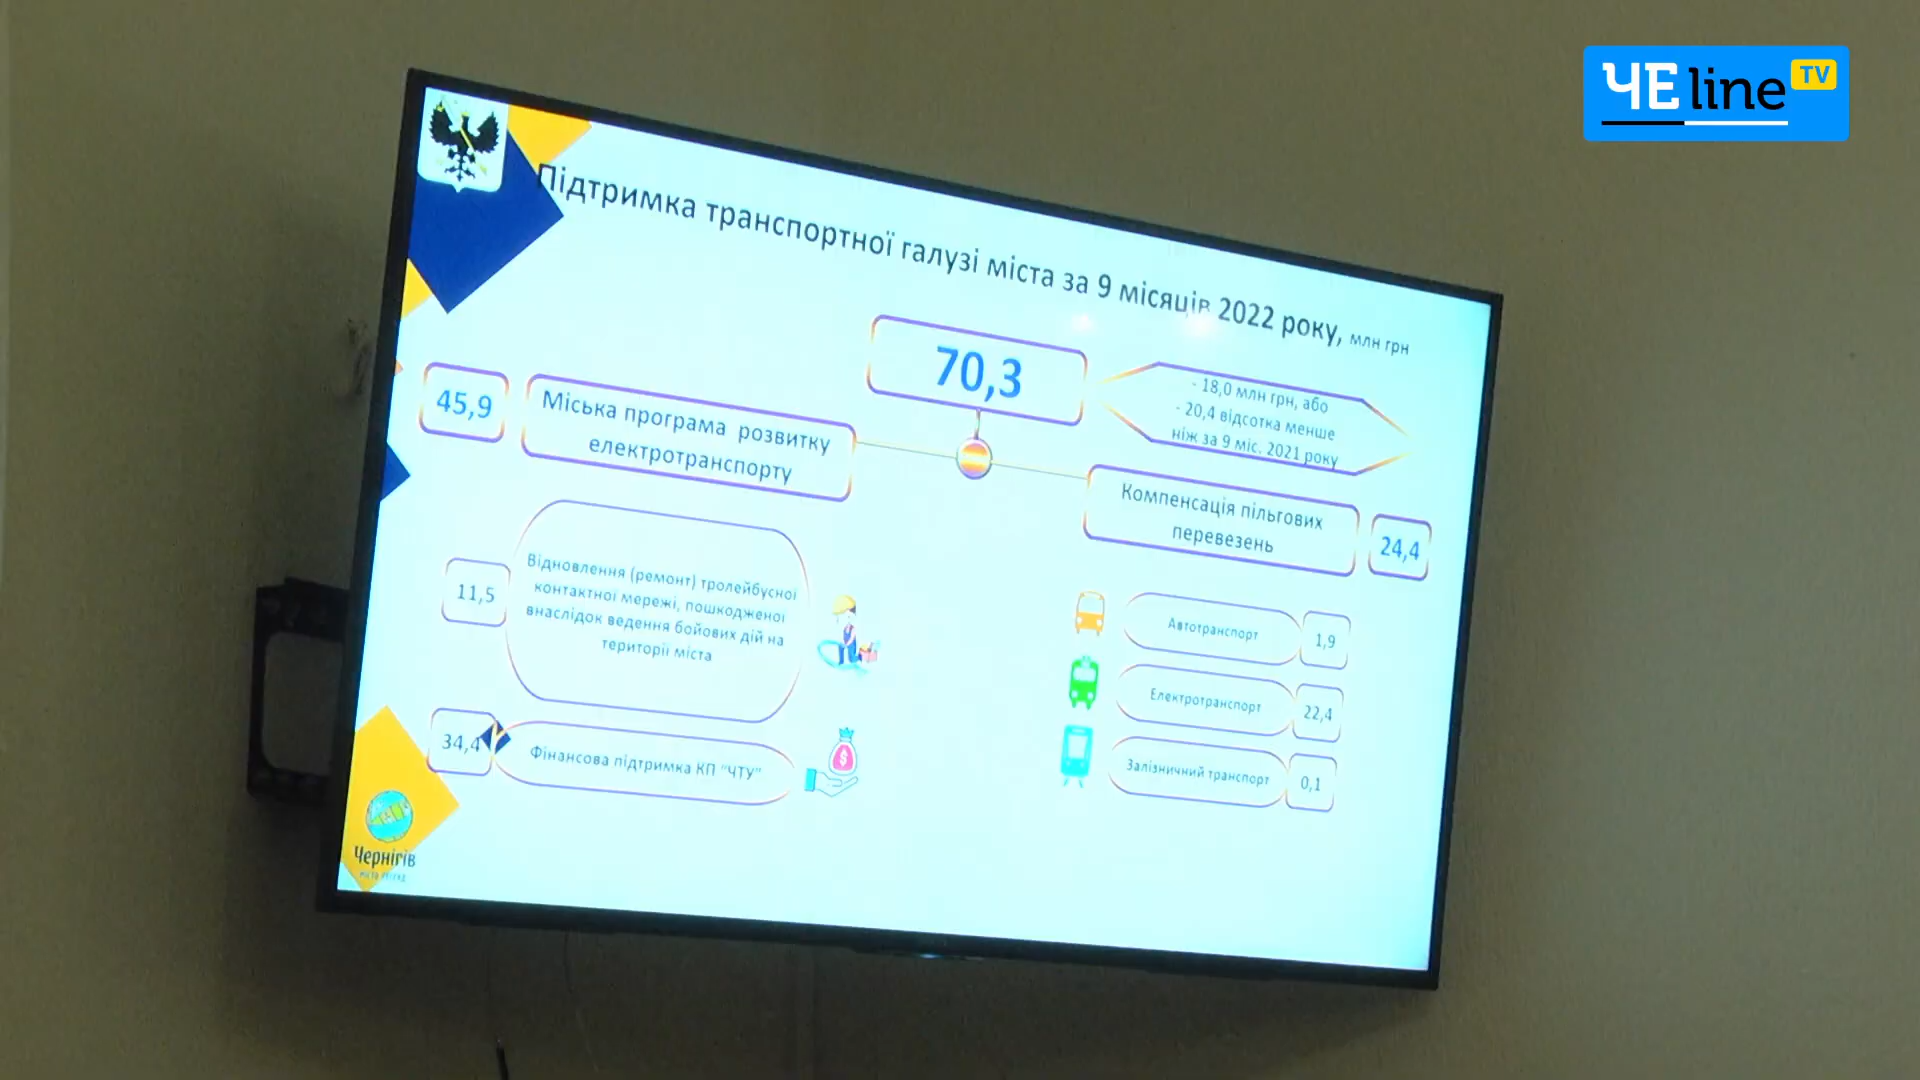 ЧЕ line TV
Підтримка транспортної галузі міста за 9 місяців 2022 року, млн грн
70,3
- 18,0 млн грн, або
- 20,4 відсотка менше
ніж за 9 міс. 2021 року
45,9
Міська програма розвитку
електротранспорту
Компенсація пільгових
перевезень
24,4
11,5
Відновлення (ремонт) тролейбусної
контактної мережі, пошкодженої
внаслідок ведення бойових дій на
території міста
34,4
Фінансова підтримка КП "ЧТУ"
Автотранспорт
1,9
Електротранспорт
22,4
Залізничний транспорт
0,1
Чернігів